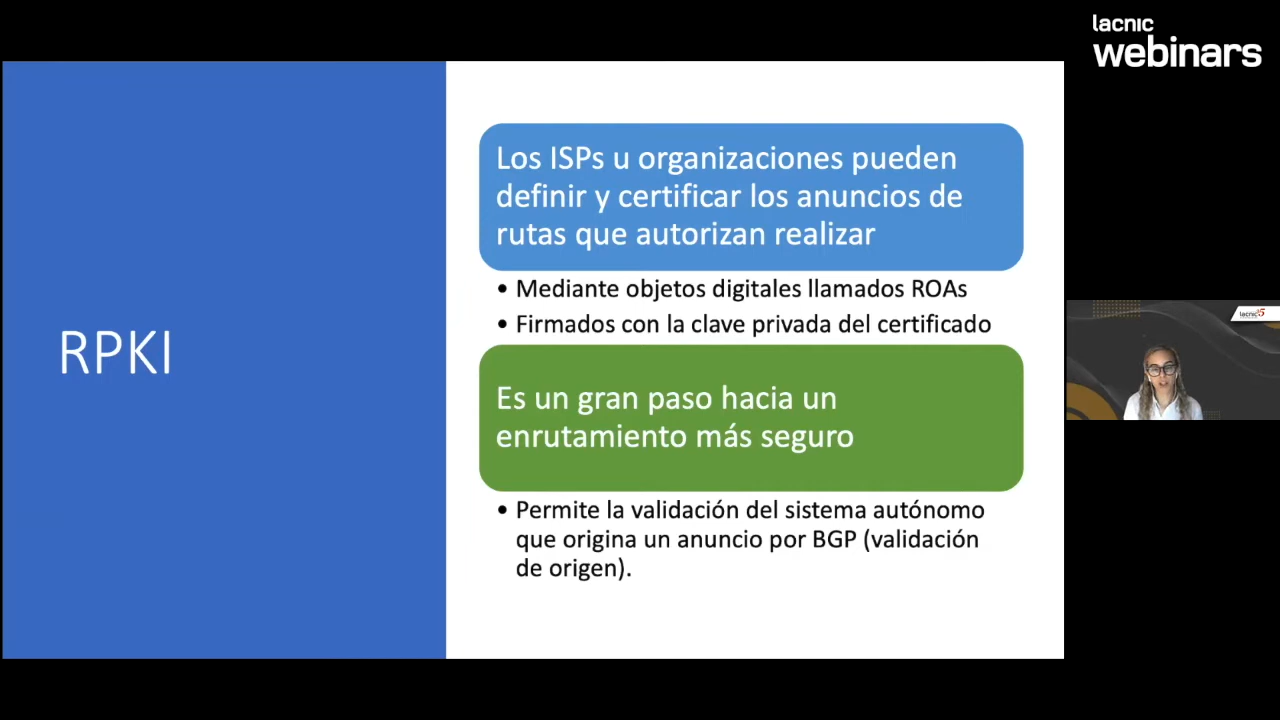 lacnic
webinars
RPKI
Los ISPs u organizaciones pueden
definir y certificar los anuncios de
rutas que autorizan realizar
• Mediante objetos digitales llamados ROAs
• Firmados con la clave privada del certificado
Es un gran paso hacia un
enrutamiento más seguro
• Permite la validación del sistema autónomo
que origina un anuncio por BGP (validación
de origen).
lacnic